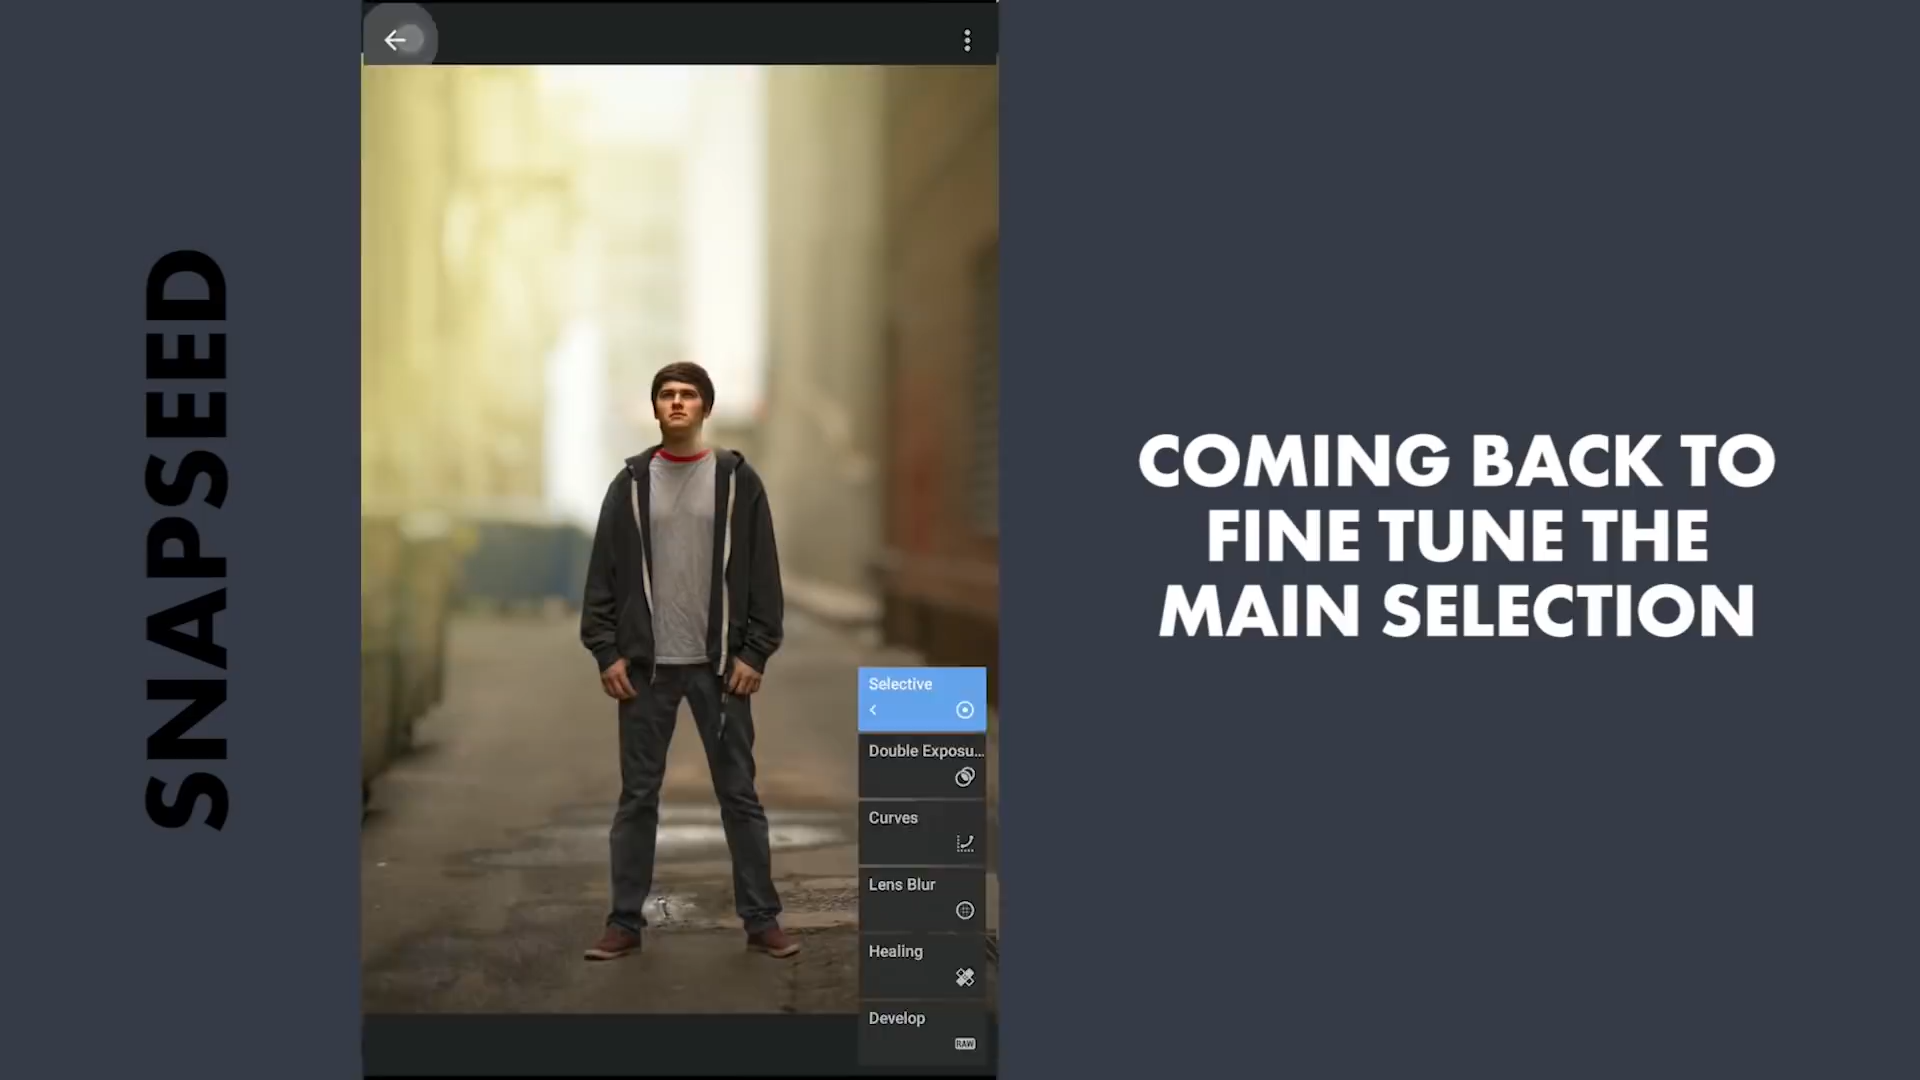 SNAPSEED
Selective
Double Exposu...
Curves
Lens Blur
Healing
Develop
RAW
COMING BACK TO
FINE TUNE THE
MAIN SELECTION